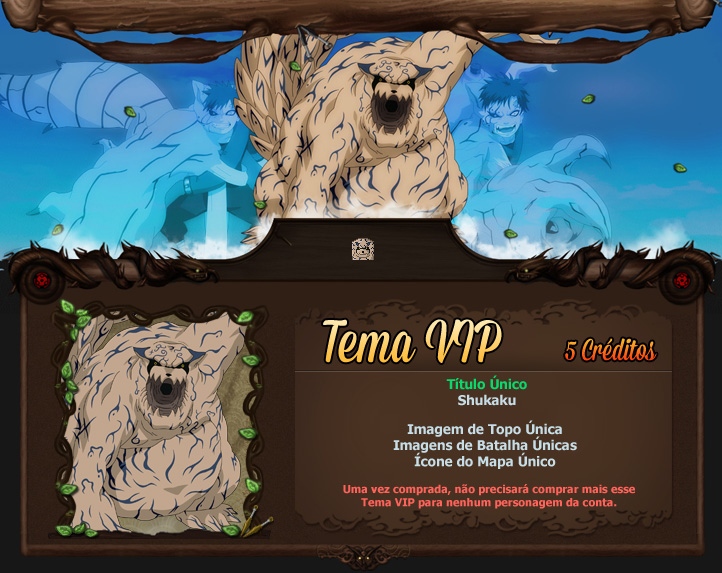 Tema VIP
5 Créditos
Título Único
Shukaku
Imagem de Topo Única
Imagens de Batalha Únicas
Ícone do Mapa Único
Uma vez comprada, não precisará comprar mais esse
Tema VIP para nenhum personagem da conta.